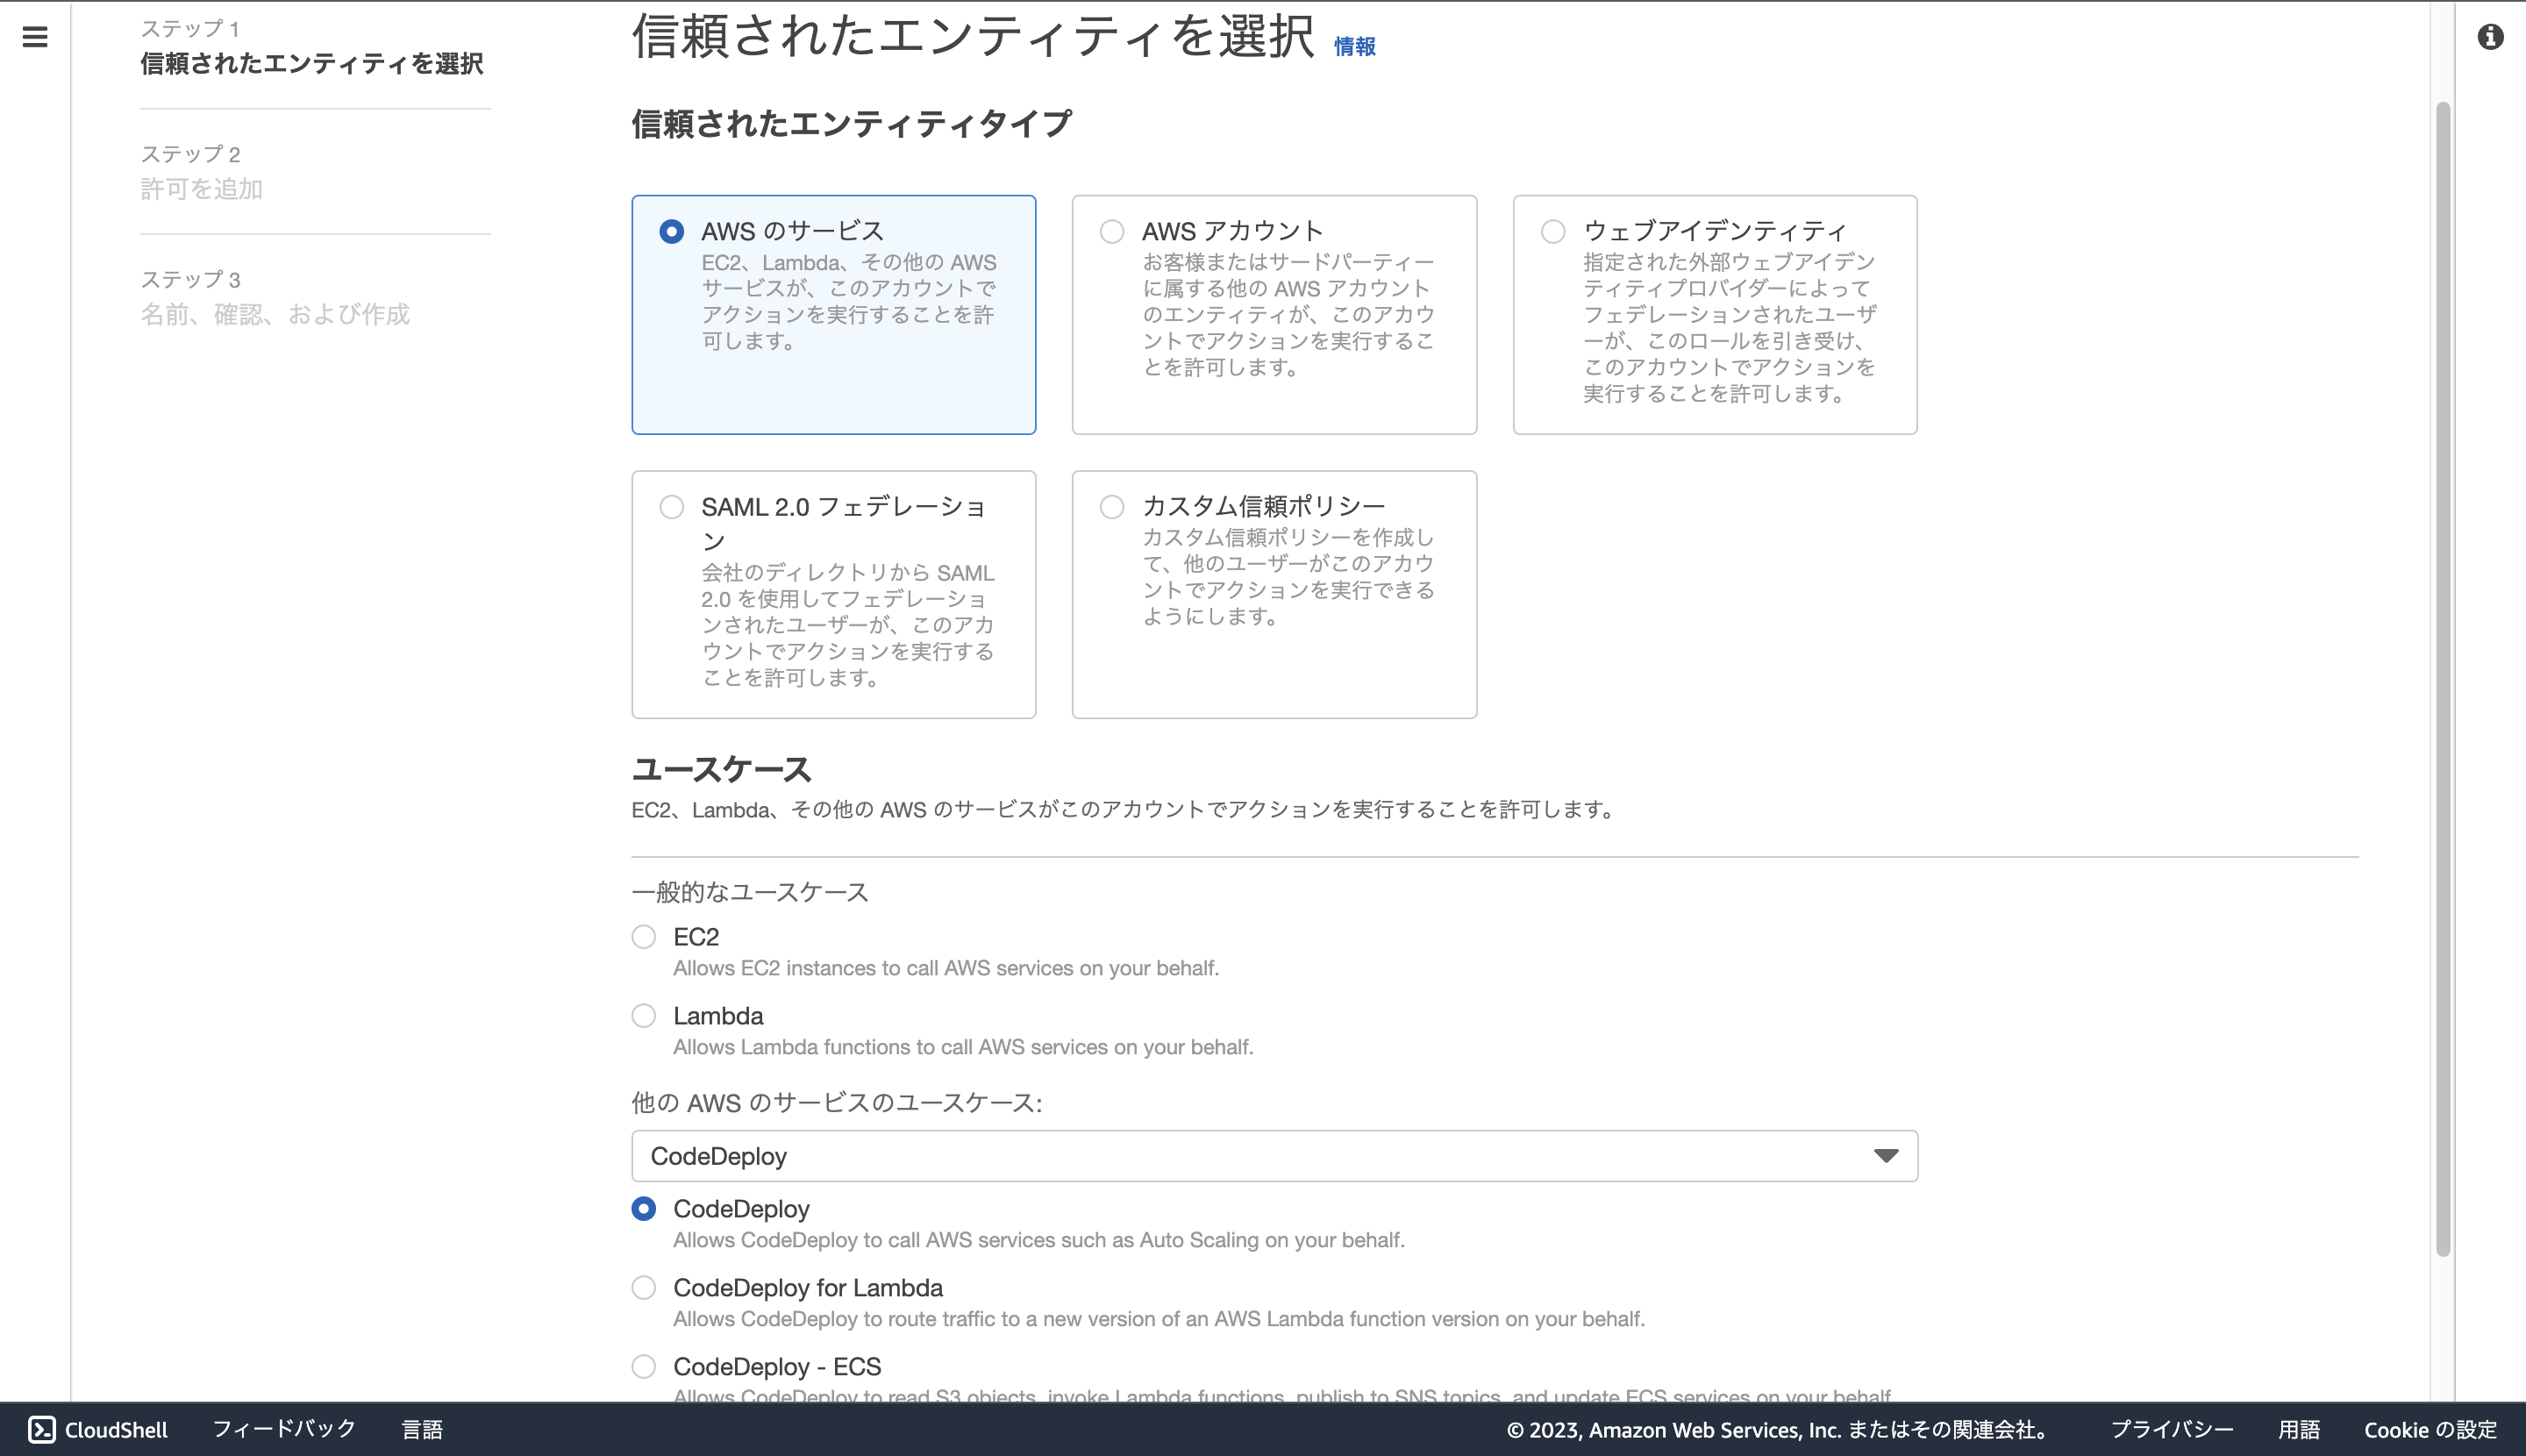 ステップ 1
信頼されたエンティティを選択
ステップ 2
許可を追加
ステップ 3
名前、確認、および作成
信頼されたエンティティを選択 情報
信頼されたエンティティタイプ
AWS のサービス
EC2、Lambda、その他の AWS
サービスが、このアカウントで
アクションを実行することを許
可します。
AWS アカウント
お客様またはサードパーティー
に属する他の AWS アカウント
のエンティティが、このアカウ
ントでアクションを実行するこ
とを許可します。
ウェブアイデンティティ
指定された外部ウェブアイデン
ティティプロバイダーによって
フェデレーションされたユーザ
ーが、このロールを引き受け、
このアカウントでアクションを
実行することを許可します。
SAML 2.0 フェデレーショ
ン
会社のディレクトリから SAML
2.0 を使用してフェデレーショ
ンされたユーザーが、このアカ
ウントでアクションを実行する
ことを許可します。
カスタム信頼ポリシー
カスタム信頼ポリシーを作成し
て、他のユーザーがこのアカウ
ントでアクションを実行できる
ようにします。
ユースケース
EC2、Lambda、その他の AWS のサービスがこのアカウントでアクションを実行することを許可します。
一般的なユースケース
EC2
Allows EC2 instances to call AWS services on your behalf.
Lambda
Allows Lambda functions to call AWS services on your behalf.
他の AWS のサービスのユースケース:
CodeDeploy
CodeDeploy
Allows CodeDeploy to call AWS services such as Auto Scaling on your behalf.
CodeDeploy for Lambda
Allows CodeDeploy to route traffic to a new version of an AWS Lambda function version on your behalf.
CodeDeploy - ECS
Allows CodeDeploy to read S3 objects, invoke Lambda functions, publish to SNS topics, and update ECS services on your behalf.
CloudShell フィードバック 言語 © 2023, Amazon Web Services, Inc. またはその関連会社。 プライバシー 用語 Cookie の設定